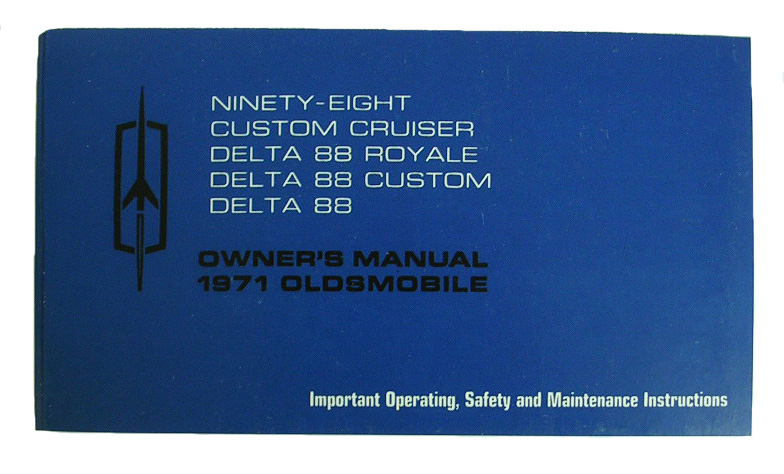 NINETY-EIGHT
CUSTOM CRUISER
DELTA 88 ROYALE
DELTA 88 CUSTOM
DELTA 88
OWNER'S MANUAL
1971 OLDSMOBILE
Important Operating, Safety and Maintenance Instructions